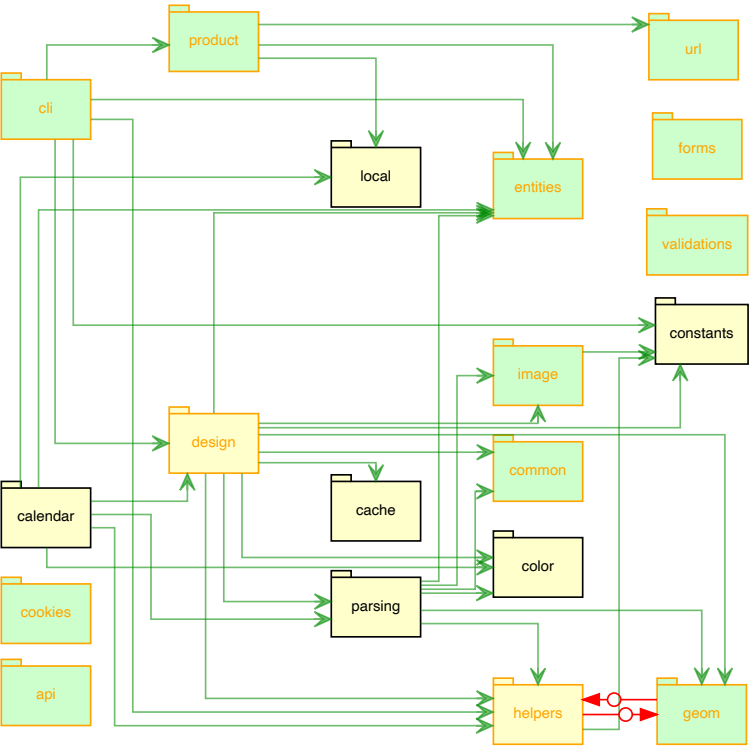 product
url
cli
forms
local
entities
validations
constants
image
design
common
cache
calendar
color
parsing
cookies
api
helpers
geom